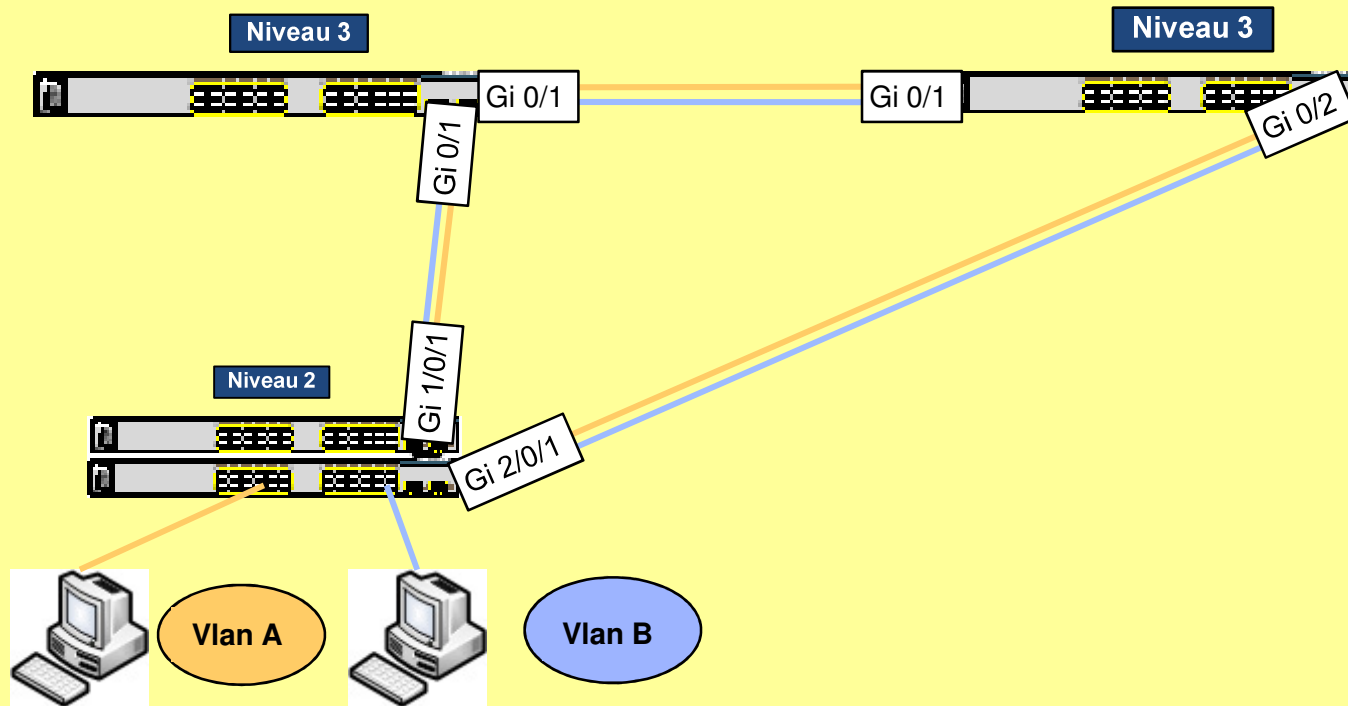 Niveau 3
Niveau 3
Gi 0/1
Gi 0/1
Gi 0/2
Gi 0/1
Gi 1/0/1
Niveau 2
Gi 2/0/1
Vlan A
Vlan B